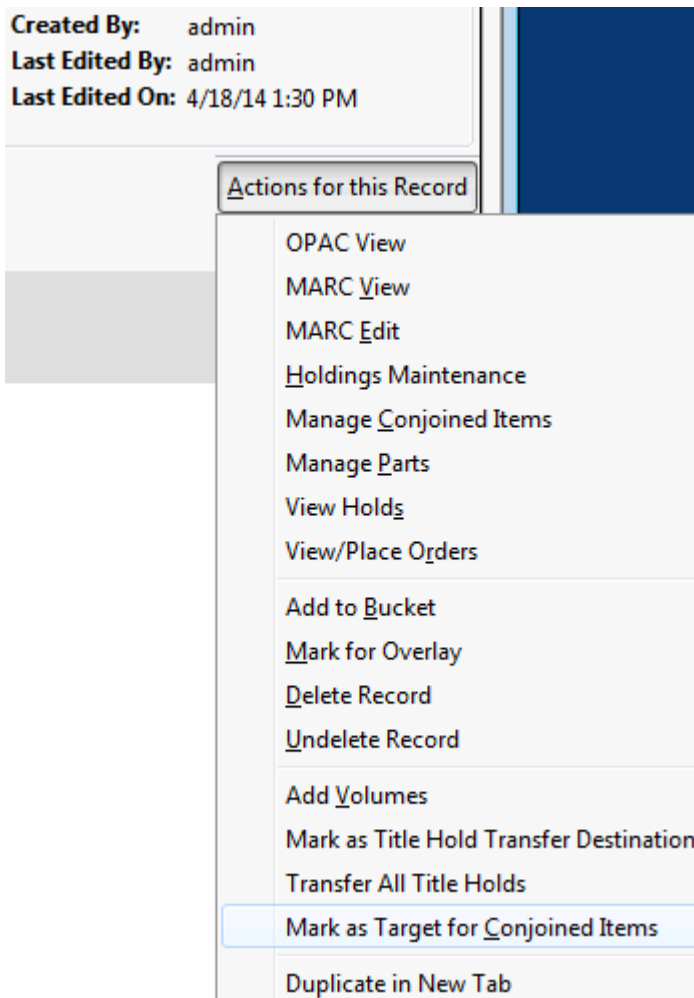 Created By: admin
Last Edited By: admin
Last Edited On: 4/18/14 1:30 PM
Actions for this Record
OPAC View
MARC View
MARC Edit
Holdings Maintenance
Manage Conjoined Items
Manage Parts
View Holds
View/Place Orders
Add to Bucket
Mark for Overlay
Delete Record
Undelete Record
Add Volumes
Mark as Title Hold Transfer Destination
Transfer All Title Holds
Mark as Target for Conjoined Items
Duplicate in New Tab